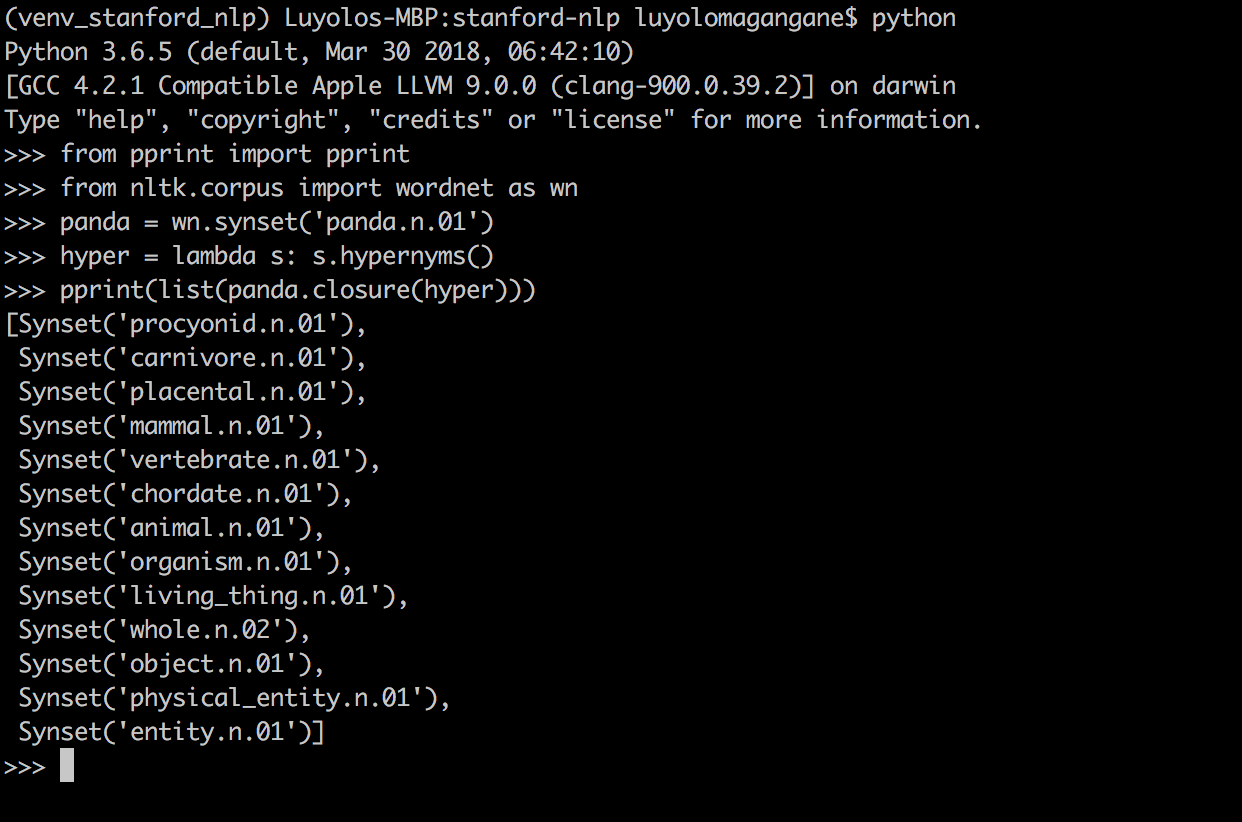 (venv_stanford_nlp) Luyolos-MBP:stanford-nlp luyolomagangane$ python
Python 3.6.5 (default, Mar 30 2018, 06:42:10)
[GCC 4.2.1 Compatible Apple LLVM 9.0.0 (clang-900.0.39.2)] on darwin
Type "help", "copyright", "credits" or "license" for more information.
>>> from pprint import pprint
>>> from nltk.corpus import wordnet as wn
>>> panda = wn.synset('panda.n.01')
>>> hyper = lambda s: s.hypernyms()
>>> pprint(list(panda.closure(hyper)))
[Synset('procyonid.n.01'),
 Synset('carnivore.n.01'),
 Synset('placental.n.01'),
 Synset('mammal.n.01'),
 Synset('vertebrate.n.01'),
 Synset('chordate.n.01'),
 Synset('animal.n.01'),
 Synset('organism.n.01'),
 Synset('living_thing.n.01'),
 Synset('whole.n.02'),
 Synset('object.n.01'),
 Synset('physical_entity.n.01'),
 Synset('entity.n.01')]
>>>